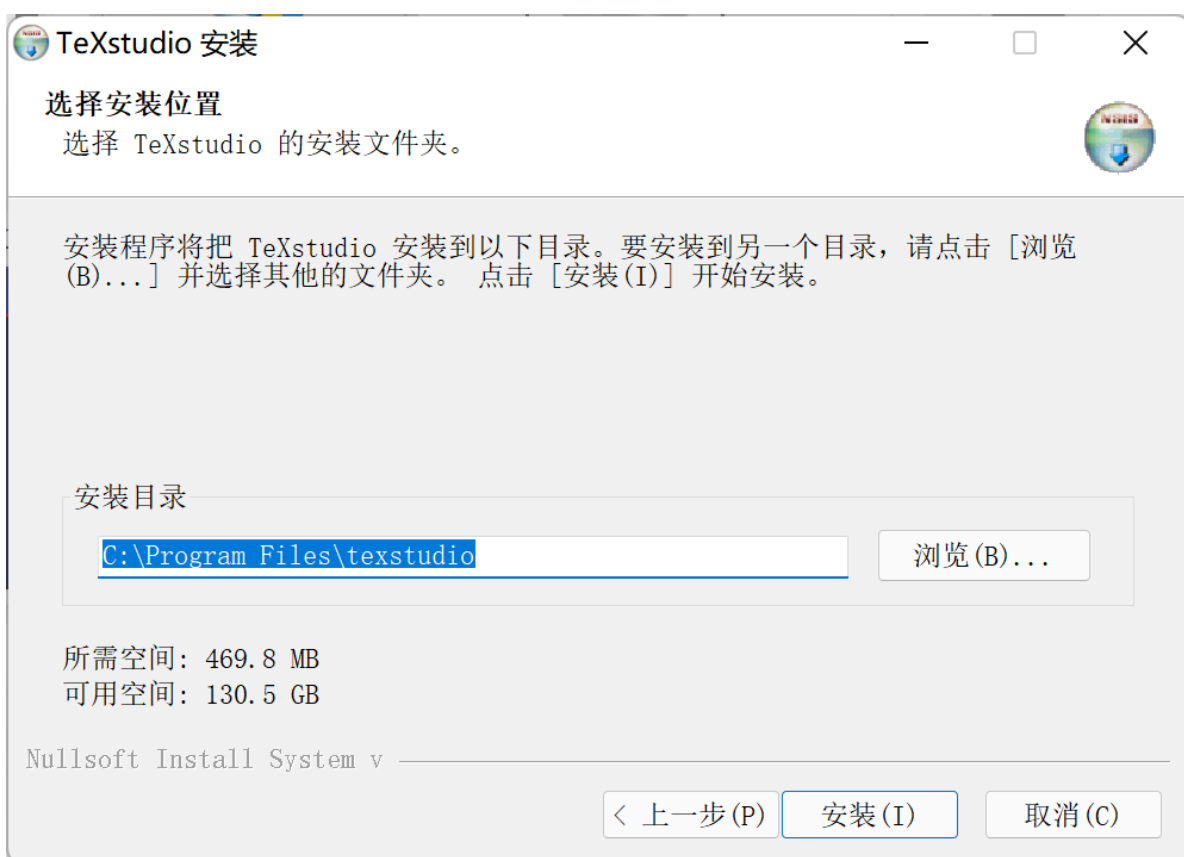 TeXstudio 安装
选择安装位置
选择 TeXstudio 的安装文件夹。
NSIS
安装程序将把 TeXstudio 安装到以下目录。要安装到另一个目录，请点击 [浏览
(B)...] 并选择其他的文件夹。 点击 [安装(I)] 开始安装。
安装目录
C:\Program Files\texstudio
浏览(B)...
所需空间: 469.8 MB
可用空间: 130.5 GB
Nullsoft Install System v
< 上一步(P)
安装(I)
取消(C)